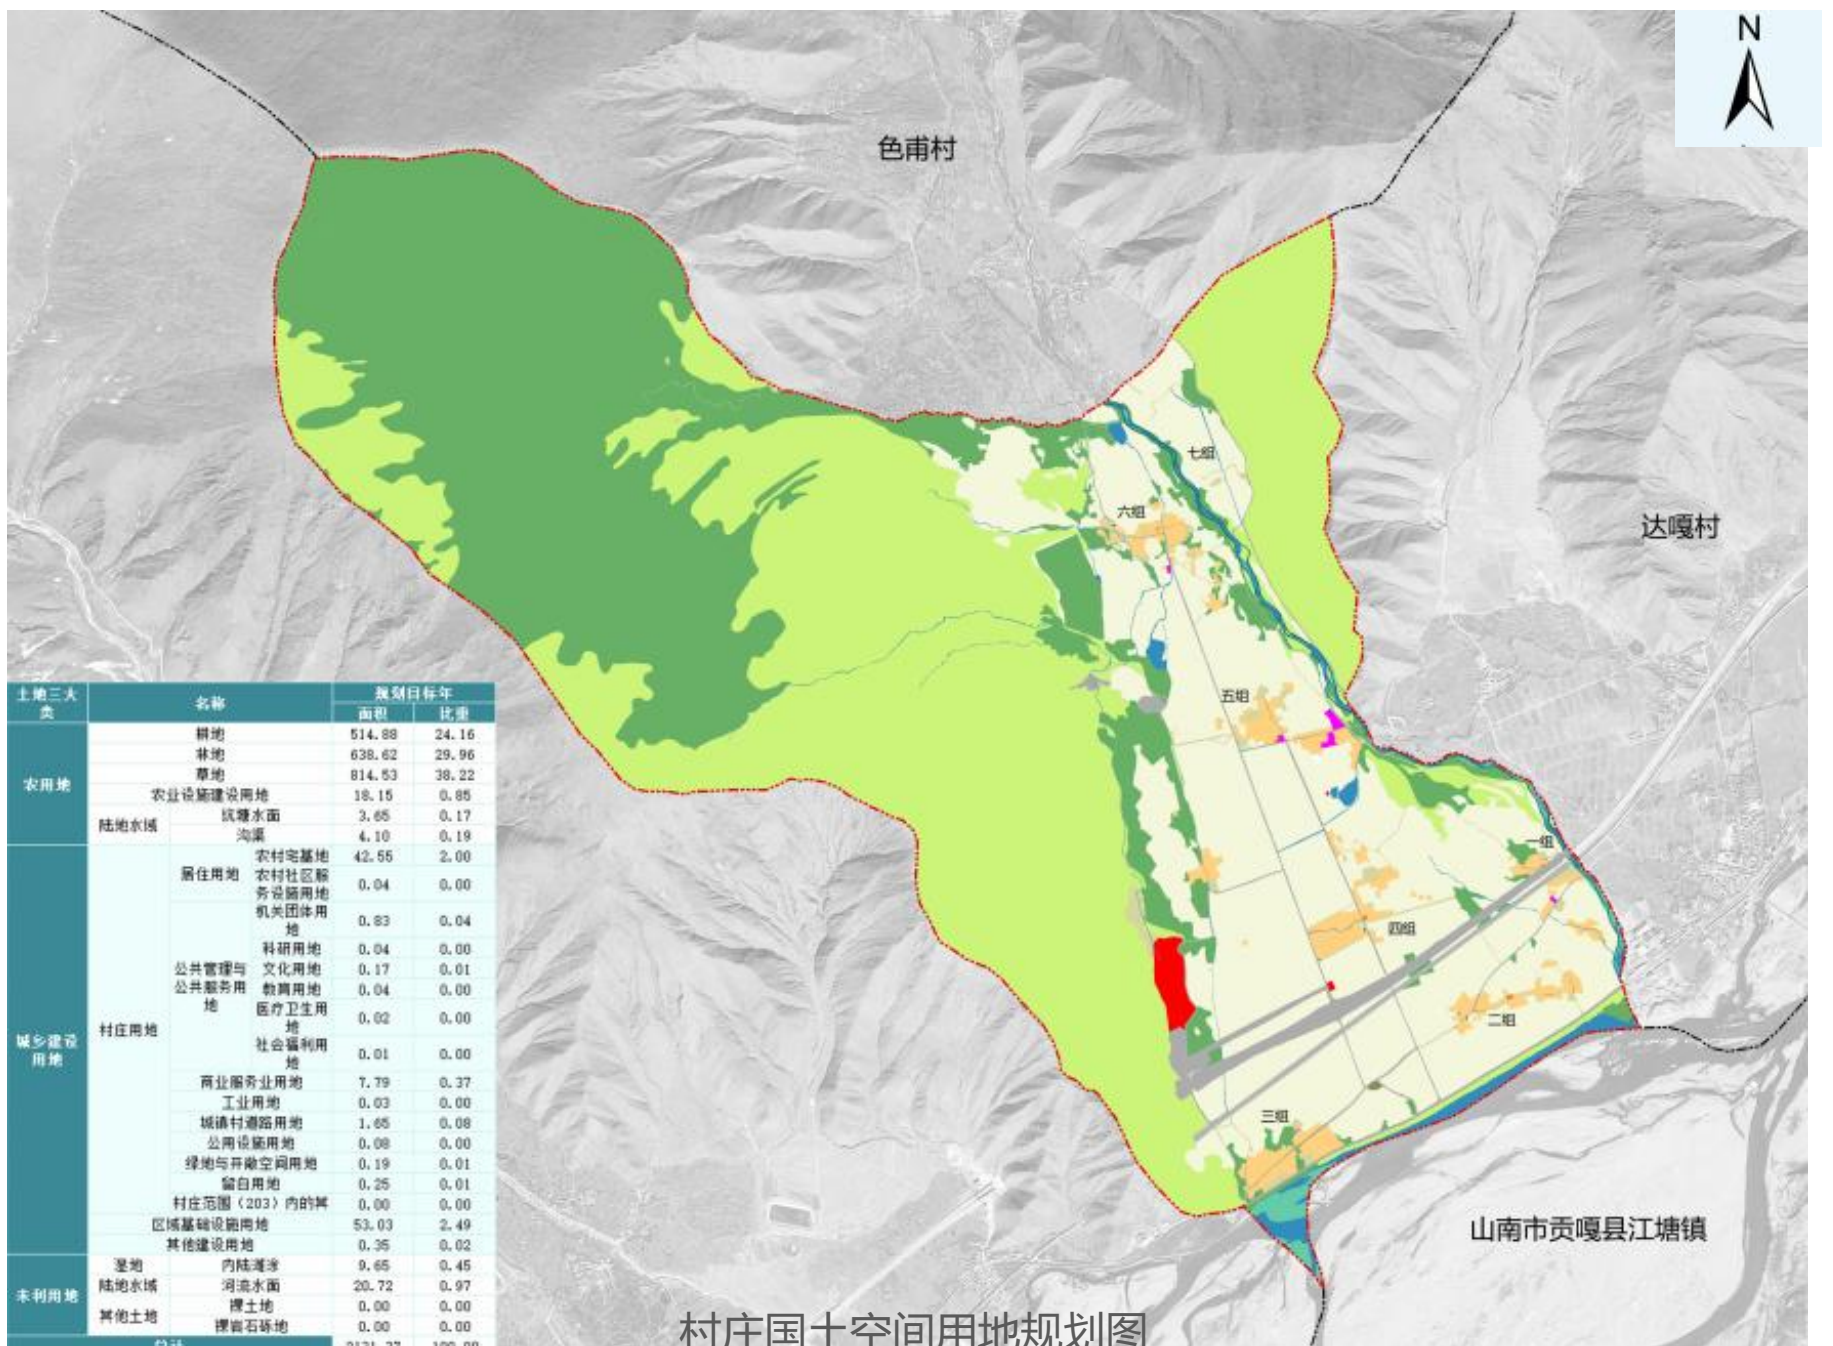 N
色甫村
七组
六组
达嘎村
五组
一组
四组
二组
三组
山南市贡嘎县江塘镇
土地三大类 名称 规划目标年
面积 比重
农用地
耕地 514.88 24.16
林地 638.62 29.96
草地 814.53 38.22
农业设施建设用地 18.15 0.85
陆地水域 坑塘水面 3.65 0.17
沟渠 4.10 0.19
城乡建设用地
村庄用地
居住用地 农村宅基地 42.55 2.00
农村社区服务设施用地 0.04 0.00
公共管理与公共服务用地 机关团体用地 0.83 0.04
科研用地 0.04 0.00
文化用地 0.17 0.01
教育用地 0.04 0.00
医疗卫生用地 0.02 0.00
社会福利用地 0.01 0.00
商业服务业用地 7.79 0.37
工业用地 0.03 0.00
城镇村道路用地 1.65 0.08
公用设施用地 0.08 0.00
绿地与开敞空间用地 0.19 0.01
留白用地 0.25 0.01
村庄范围（203）内的其 0.00 0.00
区域基础设施用地 53.03 2.49
其他建设用地 0.35 0.02
未利用地
湿地 内陆滩涂 9.65 0.45
陆地水域 河流水面 20.72 0.97
其他土地 裸土地 0.00 0.00
裸岩石砾地 0.00 0.00
村庄国土空间用地规划图